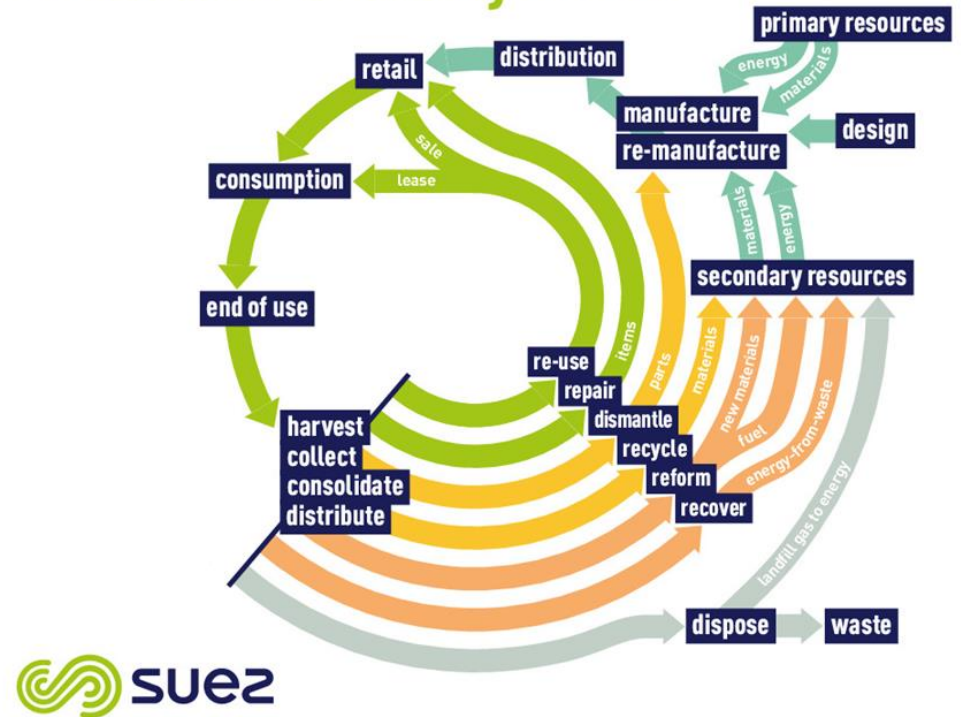 primary resources
energy
materials
distribution
retail
manufacture
re-manufacture
design
sale
lease
consumption
materials
energy
secondary resources
end of use
items
parts
materials
new materials
fuel
energy-from-waste
landfill gas to energy
re-use
repair
dismantle
recycle
reform
recover
harvest
collect
consolidate
distribute
dispose
waste
suez